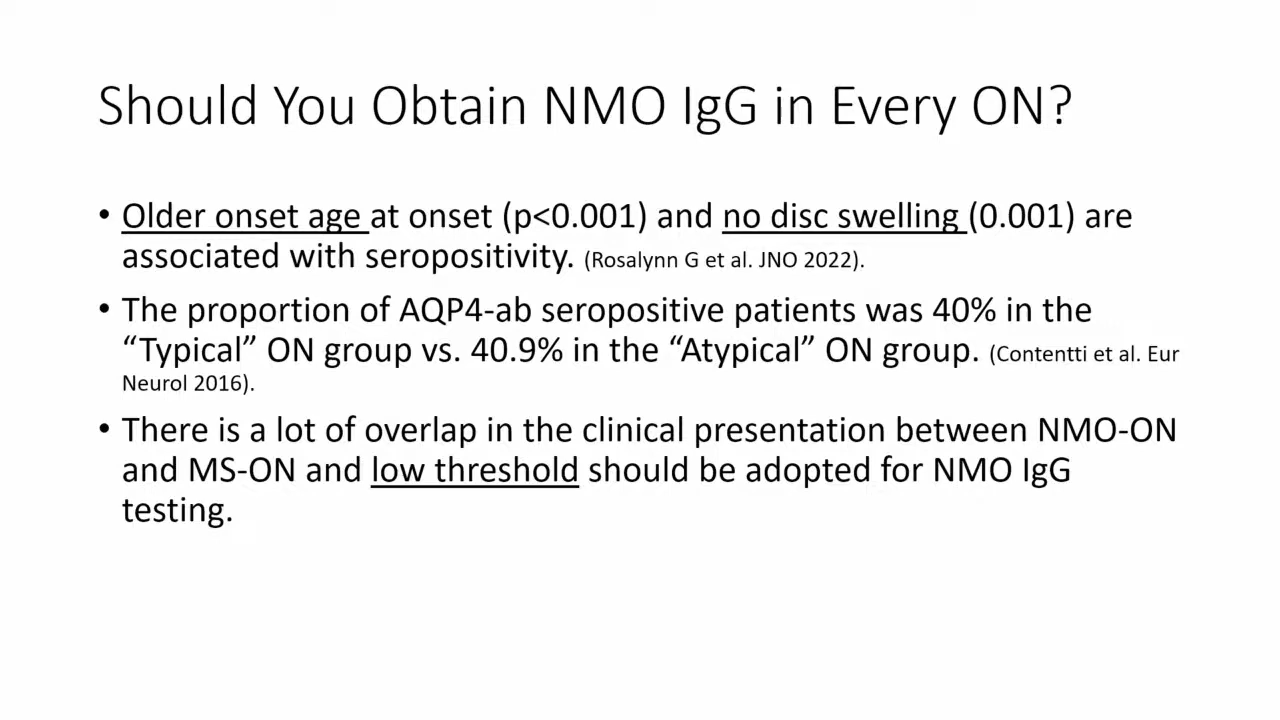 Should You Obtain NMO IgG in Every ON?
• Older onset age at onset (p<0.001) and no disc swelling (0.001) are
associated with seropositivity. (Rosalynn G et al. JNO 2022).
• The proportion of AQP4-ab seropositive patients was 40% in the
“Typical” ON group vs. 40.9% in the “Atypical” ON group. (Contentti et al. Eur
Neurol 2016).
• There is a lot of overlap in the clinical presentation between NMO-ON
and MS-ON and low threshold should be adopted for NMO IgG
testing.